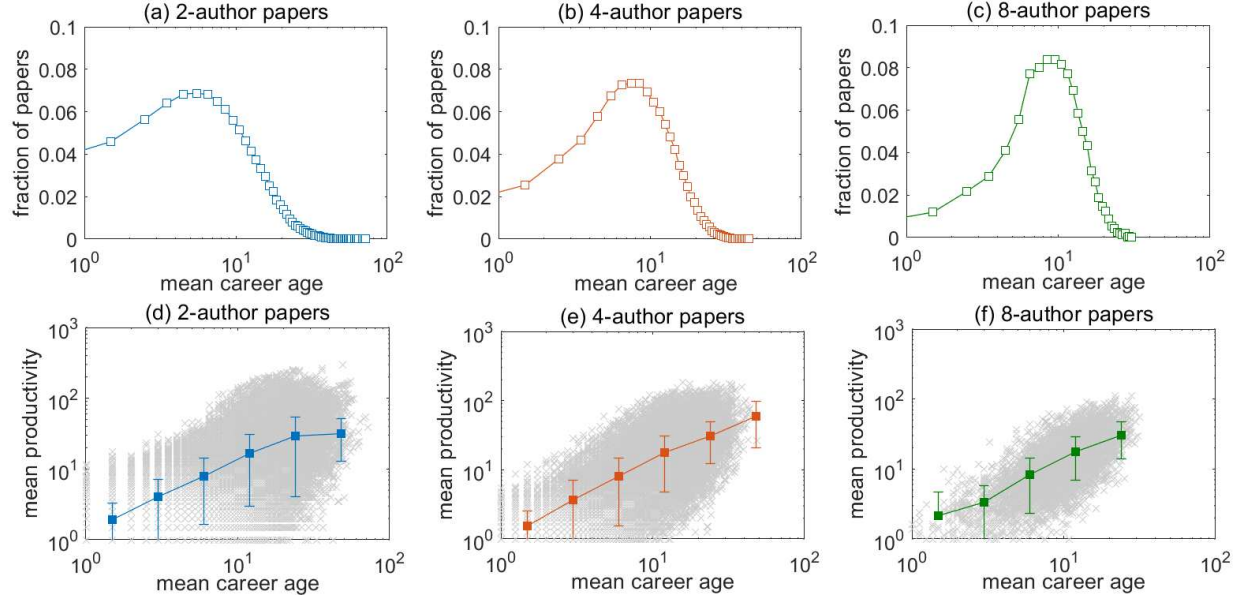 (a) 2-author papers
(b) 4-author papers
(c) 8-author papers
fraction of papers
0.1
0.08
0.06
0.04
0.02
0
10^0
10^1
10^2
mean career age
fraction of papers
0.1
0.08
0.06
0.04
0.02
0
10^0
10^1
10^2
mean career age
fraction of papers
0.1
0.08
0.06
0.04
0.02
0
10^0
10^1
10^2
mean career age
(d) 2-author papers
(e) 4-author papers
(f) 8-author papers
mean productivity
10^3
10^2
10^1
10^0
10^0
10^1
10^2
mean career age
mean productivity
10^3
10^2
10^1
10^0
10^0
10^1
10^2
mean career age
mean productivity
10^3
10^2
10^1
10^0
10^0
10^1
10^2
mean career age